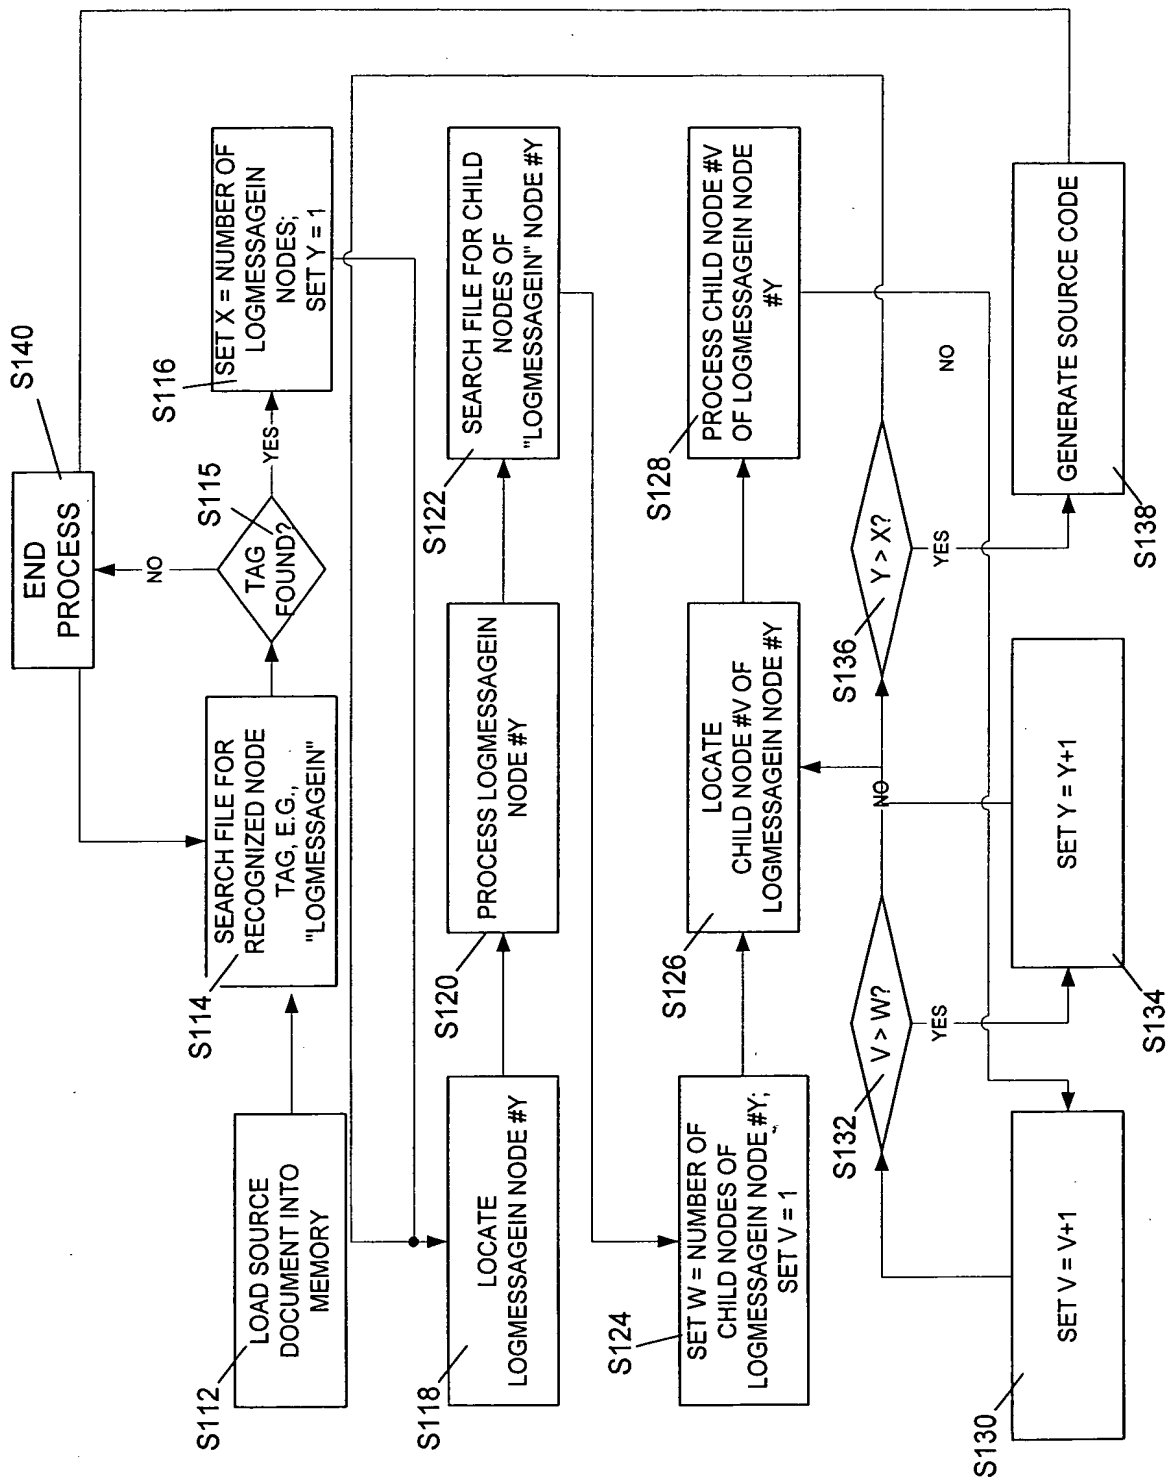 S112
LOAD SOURCE
DOCUMENT INTO
MEMORY
S114
SEARCH FILE FOR
RECOGNIZED NODE
TAG, E.G.,
"LOGMESSAGEIN"
S140
END
PROCESS
NO
S115
TAG
FOUND?
YES
S116
SET X = NUMBER OF
LOGMESSAGEIN
NODES;
SET Y = 1
S118
LOCATE
LOGMESSAGEIN NODE #Y
S120
PROCESS LOGMESSAGEIN
NODE #Y
S122
SEARCH FILE FOR CHILD
NODES OF
"LOGMESSAGEIN" NODE #Y
S124
SET W = NUMBER OF
CHILD NODES OF
LOGMESSAGEIN NODE #Y;
SET V = 1
S126
LOCATE
CHILD NODE #V OF
LOGMESSAGEIN NODE #Y
S128
PROCESS CHILD NODE #V
OF LOGMESSAGEIN NODE
#Y
S132
V > W?
NO
YES
S136
Y > X?
NO
YES
S130
SET V = V+1
S134
SET Y = Y+1
S138
GENERATE SOURCE CODE